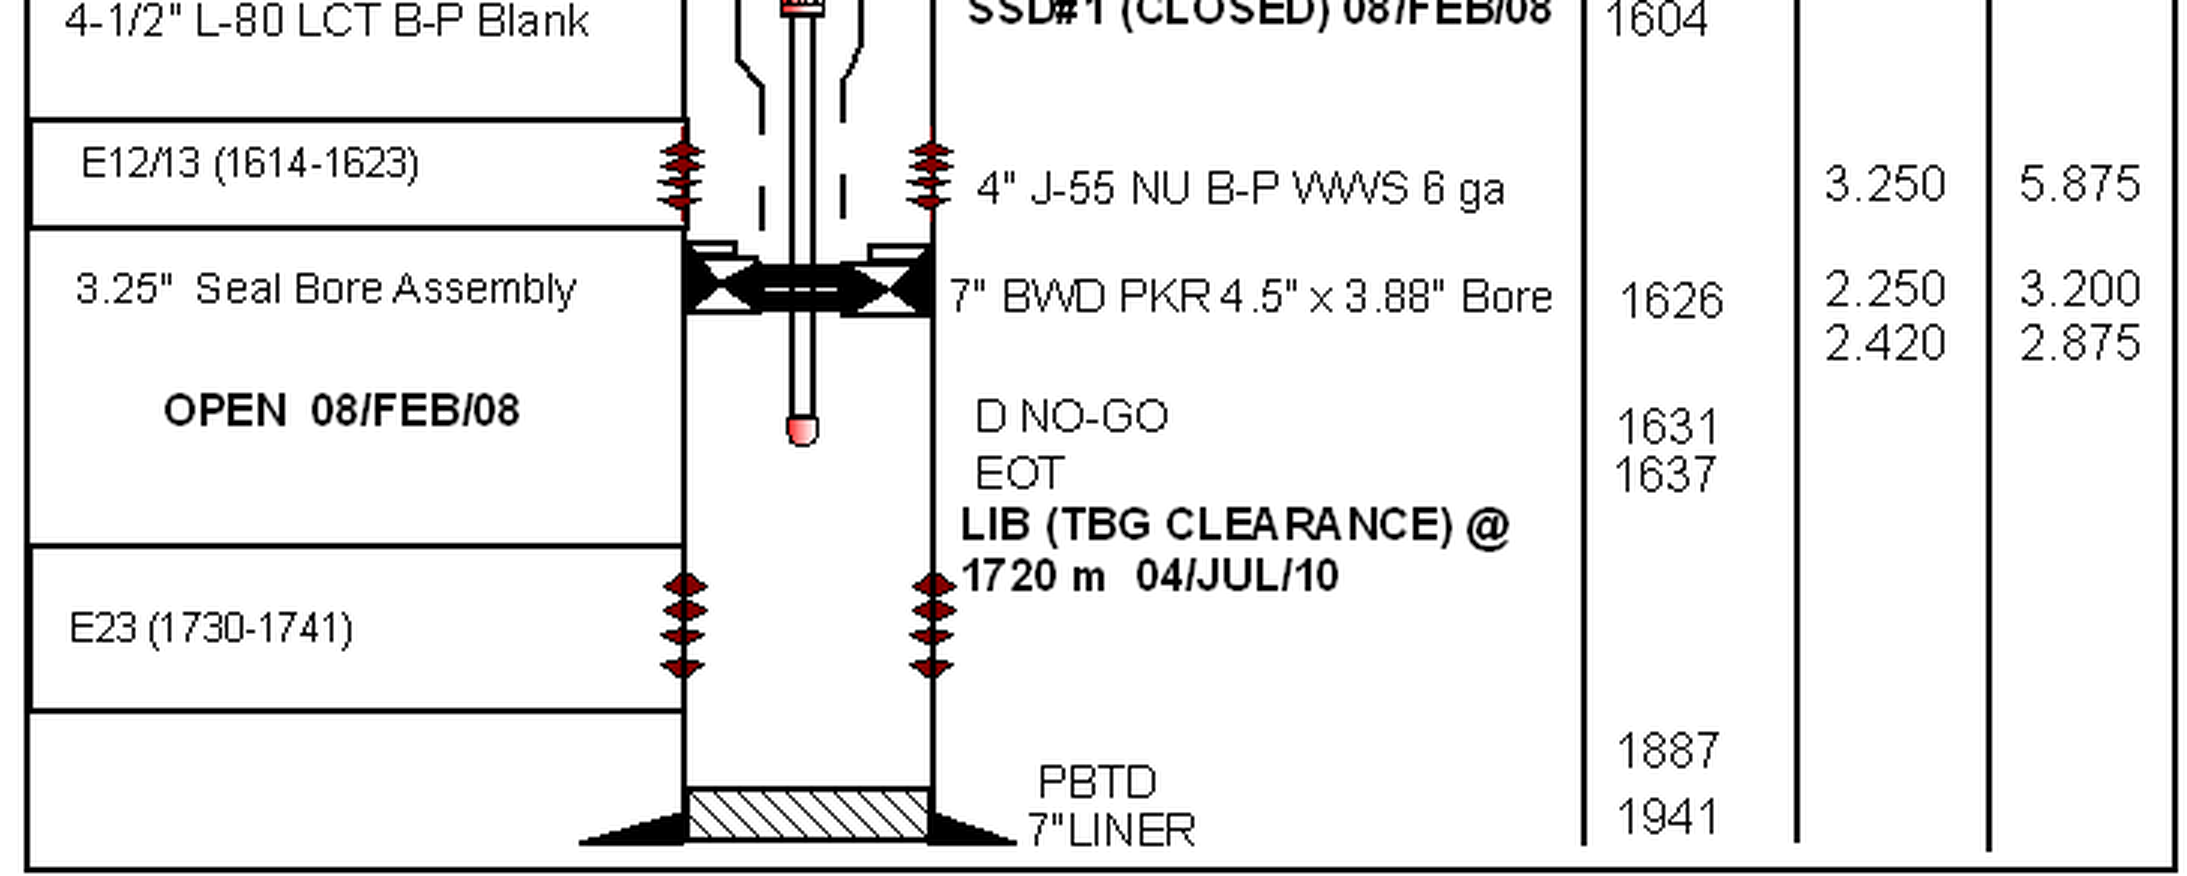 4-1/2" L-80 LCT B-P Blank
SSD#1 (CLOSED) 08/FEB/08
1604
E12/13 (1614-1623)
4" J-55 NU B-P WWS 6 ga
3.250
5.875
3.25" Seal Bore Assembly
7" BWD PKR 4.5" x 3.88" Bore
1626
2.250
3.200
2.420
2.875
OPEN 08/FEB/08
D NO-GO
1631
EOT
1637
LIB (TBG CLEARANCE) @
1720 m 04/JUL/10
E23 (1730-1741)
1887
PBTD
1941
7"LINER